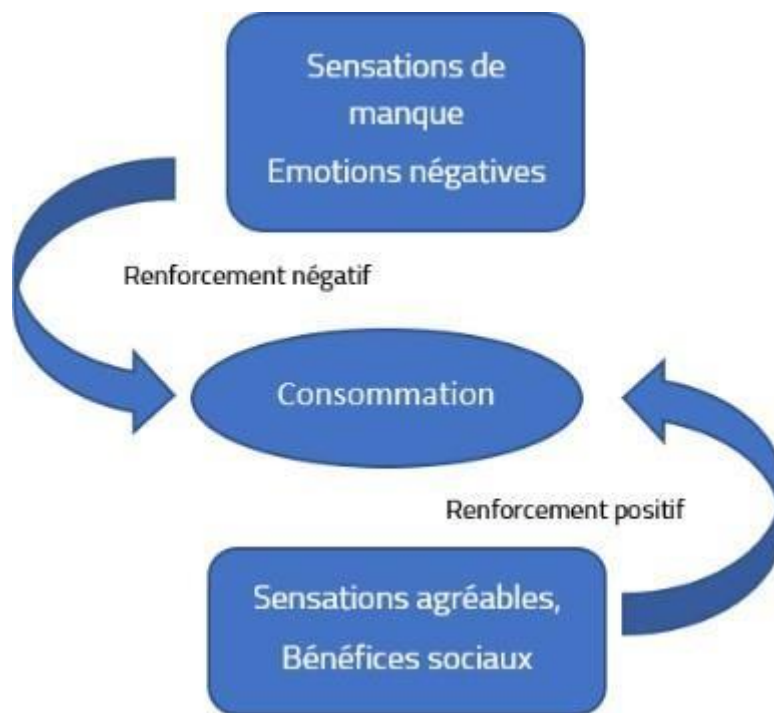 Sensations de
manque
Emotions négatives
Renforcement négatif
Consommation
Renforcement positif
Sensations agréables,
Bénéfices sociaux